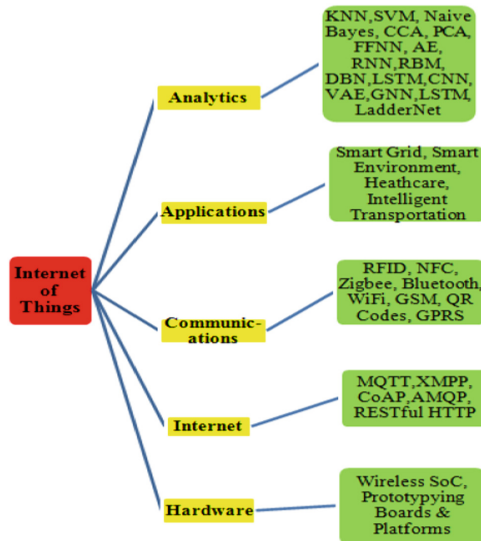 KNN,SVM, Naive
Bayes, CCA, PCA,
FFNN, AE,
RNN,RBM,
DBN,LSTM,CNN,
VAE,GNN,LSTM,
LadderNet
Analytics
Smart Grid, Smart
Environment,
Heathcare,
Intelligent
Transportation
Applications
Internet
of
Things
RFID, NFC,
Zigbee, Bluetooth,
WiFi, GSM, QR
Codes, GPRS
Communic-
ations
MQTT,XMPP,
CoAP,AMQP,
RESTful HTTP
Internet
Wireless SoC,
Prototypying
Boards &
Platforms
Hardware